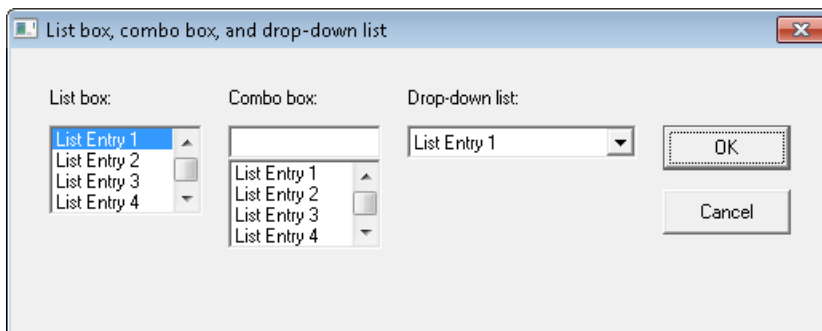 List box, combo box, and drop-down list
List box:
List Entry 1
List Entry 2
List Entry 3
List Entry 4
Combo box:
List Entry 1
List Entry 2
List Entry 3
List Entry 4
Drop-down list:
List Entry 1
OK
Cancel